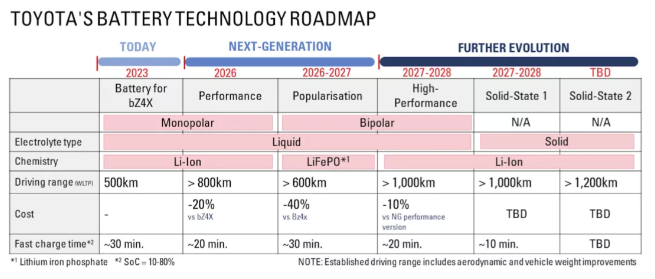 TOYOTA'S BATTERY TECHNOLOGY ROADMAP
TODAY NEXT-GENERATION FURTHER EVOLUTION
2023 2026 2026-2027 2027-2028 2027-2028 TBD
Battery for bZ4X Performance Popularisation High-Performance Solid-State 1 Solid-State 2
Monopolar Bipolar N/A N/A
Electrolyte type Liquid Solid
Chemistry Li-Ion LiFePO*1 Li-Ion
Driving range (WLTP) 500km > 800km > 600km > 1,000km > 1,000km > 1,200km
Cost - -20% vs bZ4X -40% vs Bz4x -10% vs NG performance version TBD TBD
Fast charge time*2 ~30 min. ~20 min. ~30 min. ~20 min. ~10 min. TBD
*1 Lithium iron phosphate *2 SoC = 10-80% NOTE: Established driving range includes aerodynamic and vehicle weight improvements